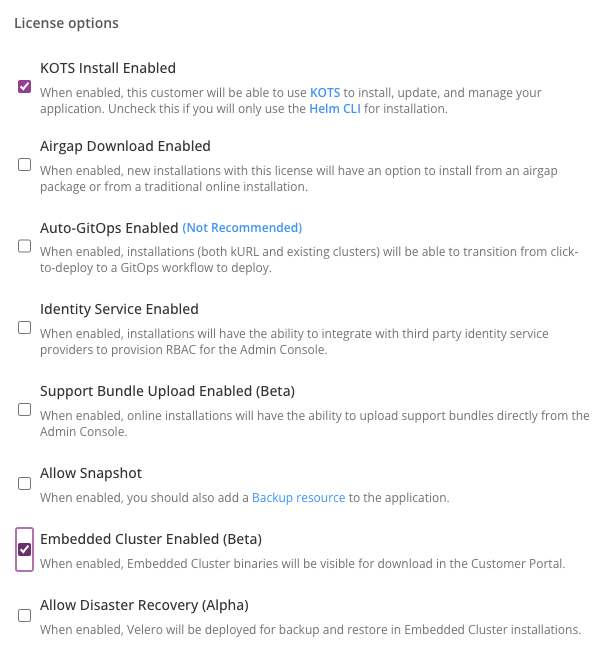 License options
KOTS Install Enabled
When enabled, this customer will be able to use KOTS to install, update, and manage your
application. Uncheck this if you will only use the Helm CLI for installation.
Airgap Download Enabled
When enabled, new installations with this license will have an option to install from an airgap
package or from a traditional online installation.
Auto-GitOps Enabled (Not Recommended)
When enabled, installations (both kURL and existing clusters) will be able to transition from click-
to-deploy to a GitOps workflow to deploy.
Identity Service Enabled
When enabled, installations will have the ability to integrate with third party identity service
providers to provision RBAC for the Admin Console.
Support Bundle Upload Enabled (Beta)
When enabled, online installations will have the ability to upload support bundles directly from the
Admin Console.
Allow Snapshot
When enabled, you should also add a Backup resource to the application.
Embedded Cluster Enabled (Beta)
When enabled, Embedded Cluster binaries will be visible for download in the Customer Portal.
Allow Disaster Recovery (Alpha)
When enabled, Velero will be deployed for backup and restore in Embedded Cluster installations.